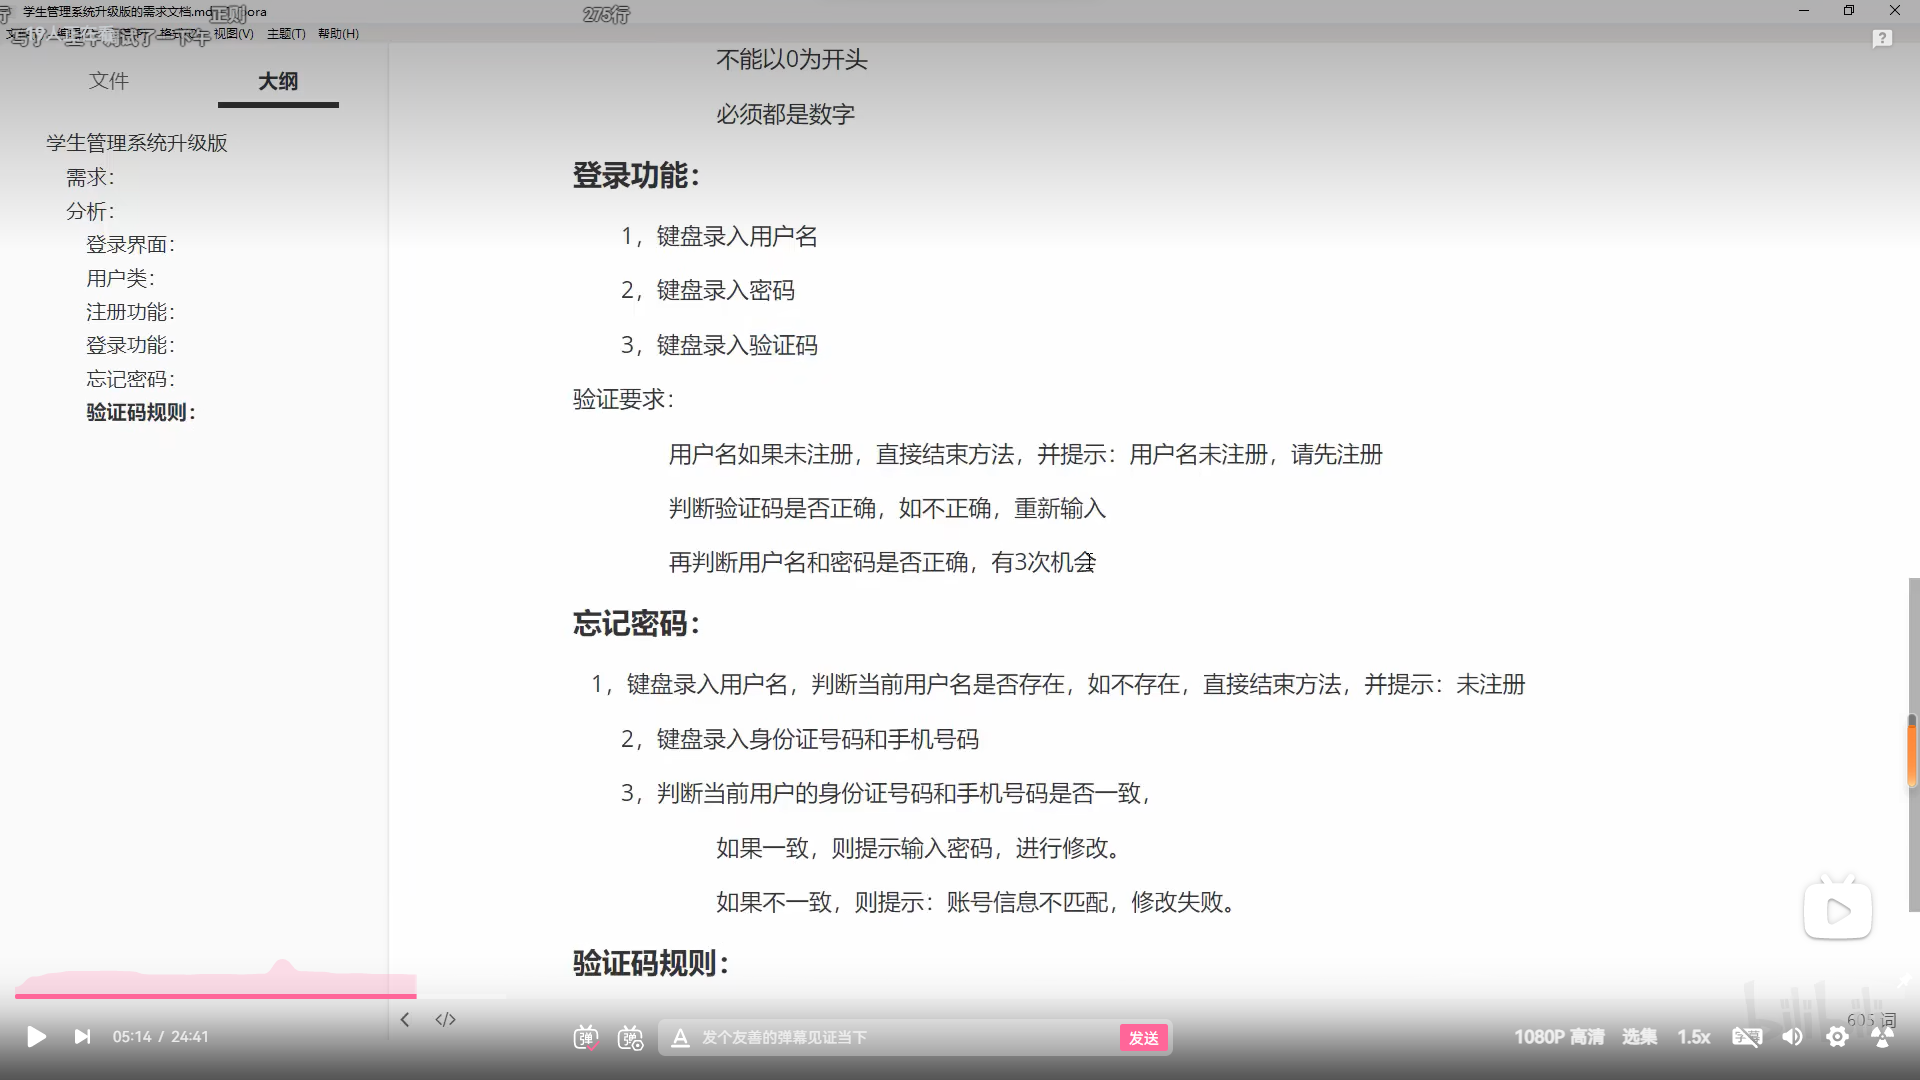 学生管理系统升级版的需求文档.md
正则
275行
视图(V) 主题(T) 帮助(H)
文件
大纲
学生管理系统升级版
需求：
分析：
登录界面：
用户类：
注册功能：
登录功能：
忘记密码：
验证码规则：
不能以0为开头
必须都是数字
登录功能：
1，键盘录入用户名
2，键盘录入密码
3，键盘录入验证码
验证要求：
用户名如果未注册，直接结束方法，并提示：用户名未注册，请先注册
判断验证码是否正确，如不正确，重新输入
再判断用户名和密码是否正确，有3次机会
忘记密码：
1，键盘录入用户名，判断当前用户名是否存在，如不存在，直接结束方法，并提示：未注册
2，键盘录入身份证号码和手机号码
3，判断当前用户的身份证号码和手机号码是否一致，
如果一致，则提示输入密码，进行修改。
如果不一致，则提示：账号信息不匹配，修改失败。
验证码规则：
605 词
05:14 / 24:41
弹
弹
发个友善的弹幕见证当下
发送
1080P 高清
选集
1.5x
字幕
bilibili